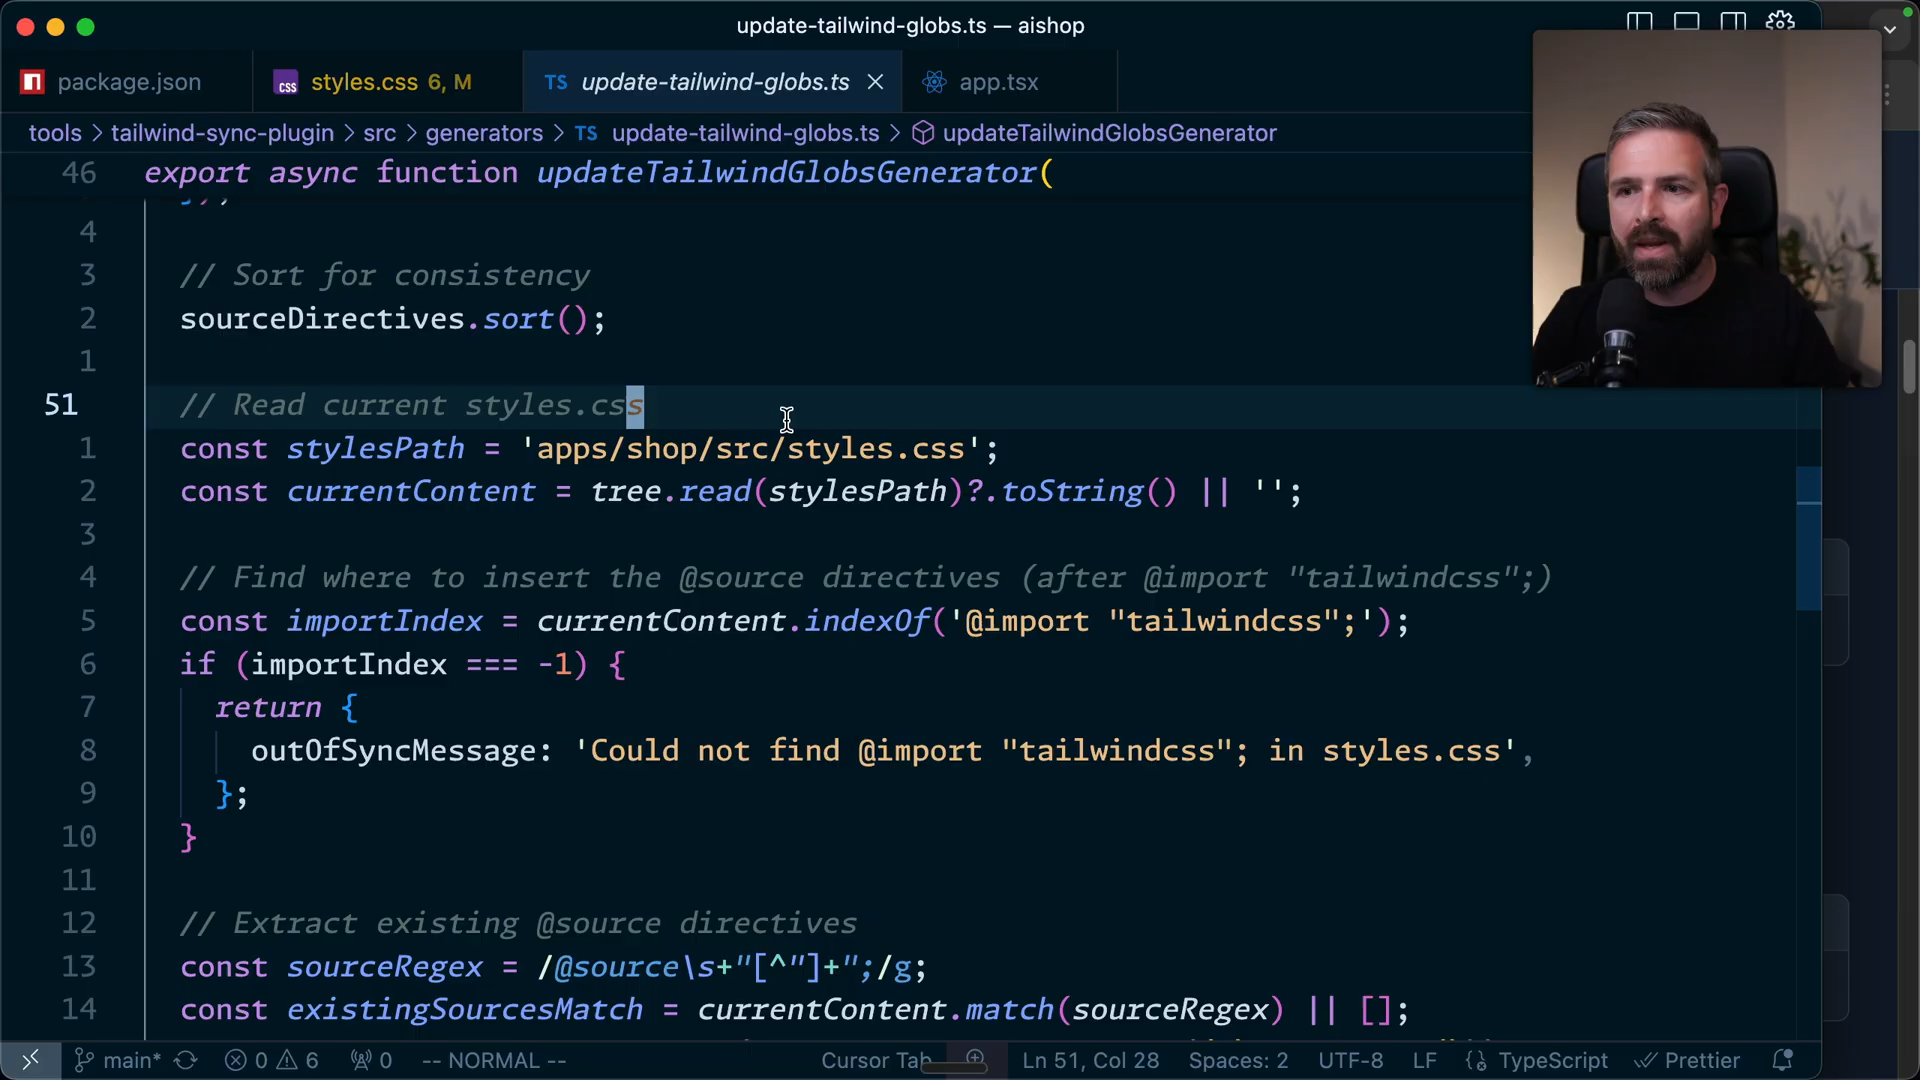 update-tailwind-globs.ts — aishop
package.json
css styles.css 6, M
TS update-tailwind-globs.ts
app.tsx
tools > tailwind-sync-plugin > src > generators > TS update-tailwind-globs.ts > updateTailwindGlobsGenerator
46 export async function updateTailwindGlobsGenerator(
4
3 // Sort for consistency
2 sourceDirectives.sort();
1
51 // Read current styles.css
1 const stylesPath = 'apps/shop/src/styles.css';
2 const currentContent = tree.read(stylesPath)?.toString() || '';
3
4 // Find where to insert the @source directives (after @import "tailwindcss";)
5 const importIndex = currentContent.indexOf('@import "tailwindcss";');
6 if (importIndex === -1) {
7 return {
8 outOfSyncMessage: 'Could not find @import "tailwindcss"; in styles.css',
9 };
10 }
11
12 // Extract existing @source directives
13 const sourceRegex = /@source\s+"[^"]+";/g;
14 const existingSourcesMatch = currentContent.match(sourceRegex) || [];
main* 0 6 0 -- NORMAL -- Cursor Tab Ln 51, Col 28 Spaces: 2 UTF-8 LF {} TypeScript Prettier